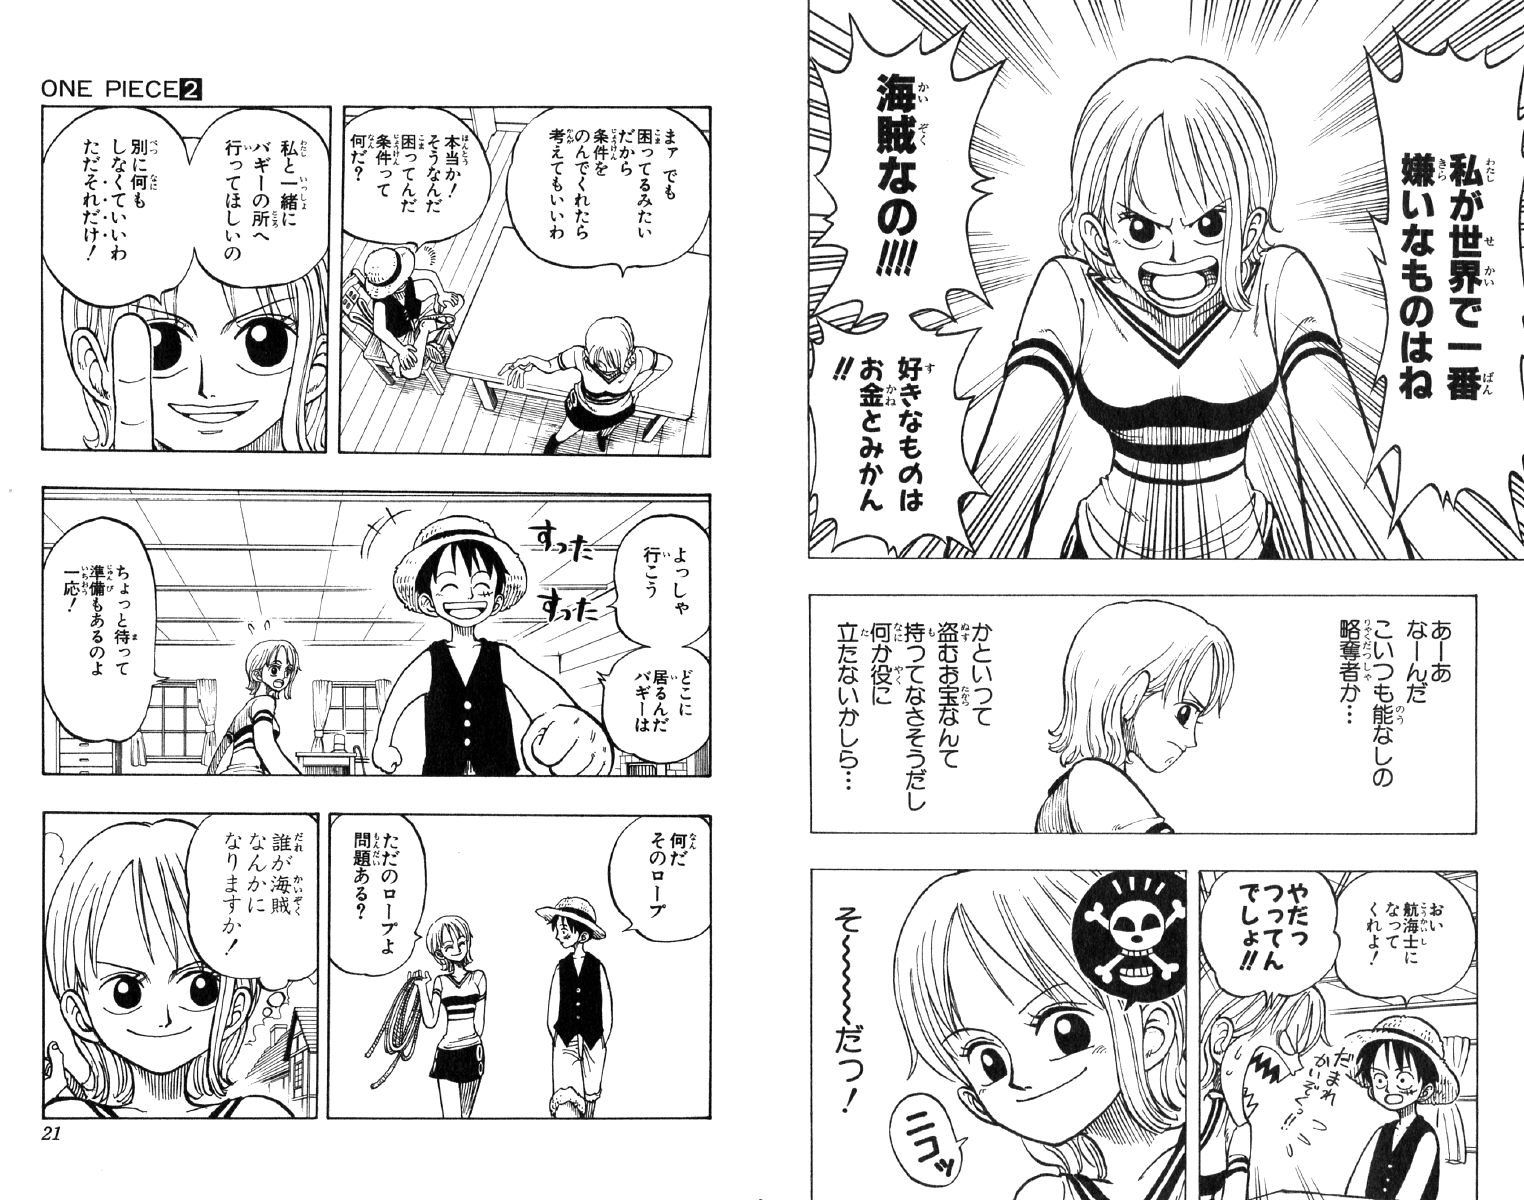 私が世界で一番
嫌いなものはね
海賊なの!!!!
好きなものは
お金とみかん
!!
あーあ
なーんだ
こいつも能なしの
略奪者か…
かといって
盗むお宝なんて
持ってなさそうだし
何か役に
立たないかしら…
おい
航海士に
なって
くれよ!
やだっ
つってん
でしょ!!
だまれ
かいぞくっ!!
そ〜〜〜〜だっ!
ニコッ
ONE PIECE 2
まァでも
困ってるみたい
だから
条件を
のんでくれたら
考えてもいいわ
本当か!
そうなんだ
困ってんだ
条件って
何だ?
私と一緒に
バギーの所へ
行ってほしいの
別に何も
しなくていいわ
ただそれだけ!
よっしゃ
行こう
どこに
居るんだ
バギーは
すった
すった
ちょっと待って
準備もあるのよ
一応!
何だ
そのロープ
ただのロープよ
問題ある?
誰が海賊
なんかに
なりますか!
21